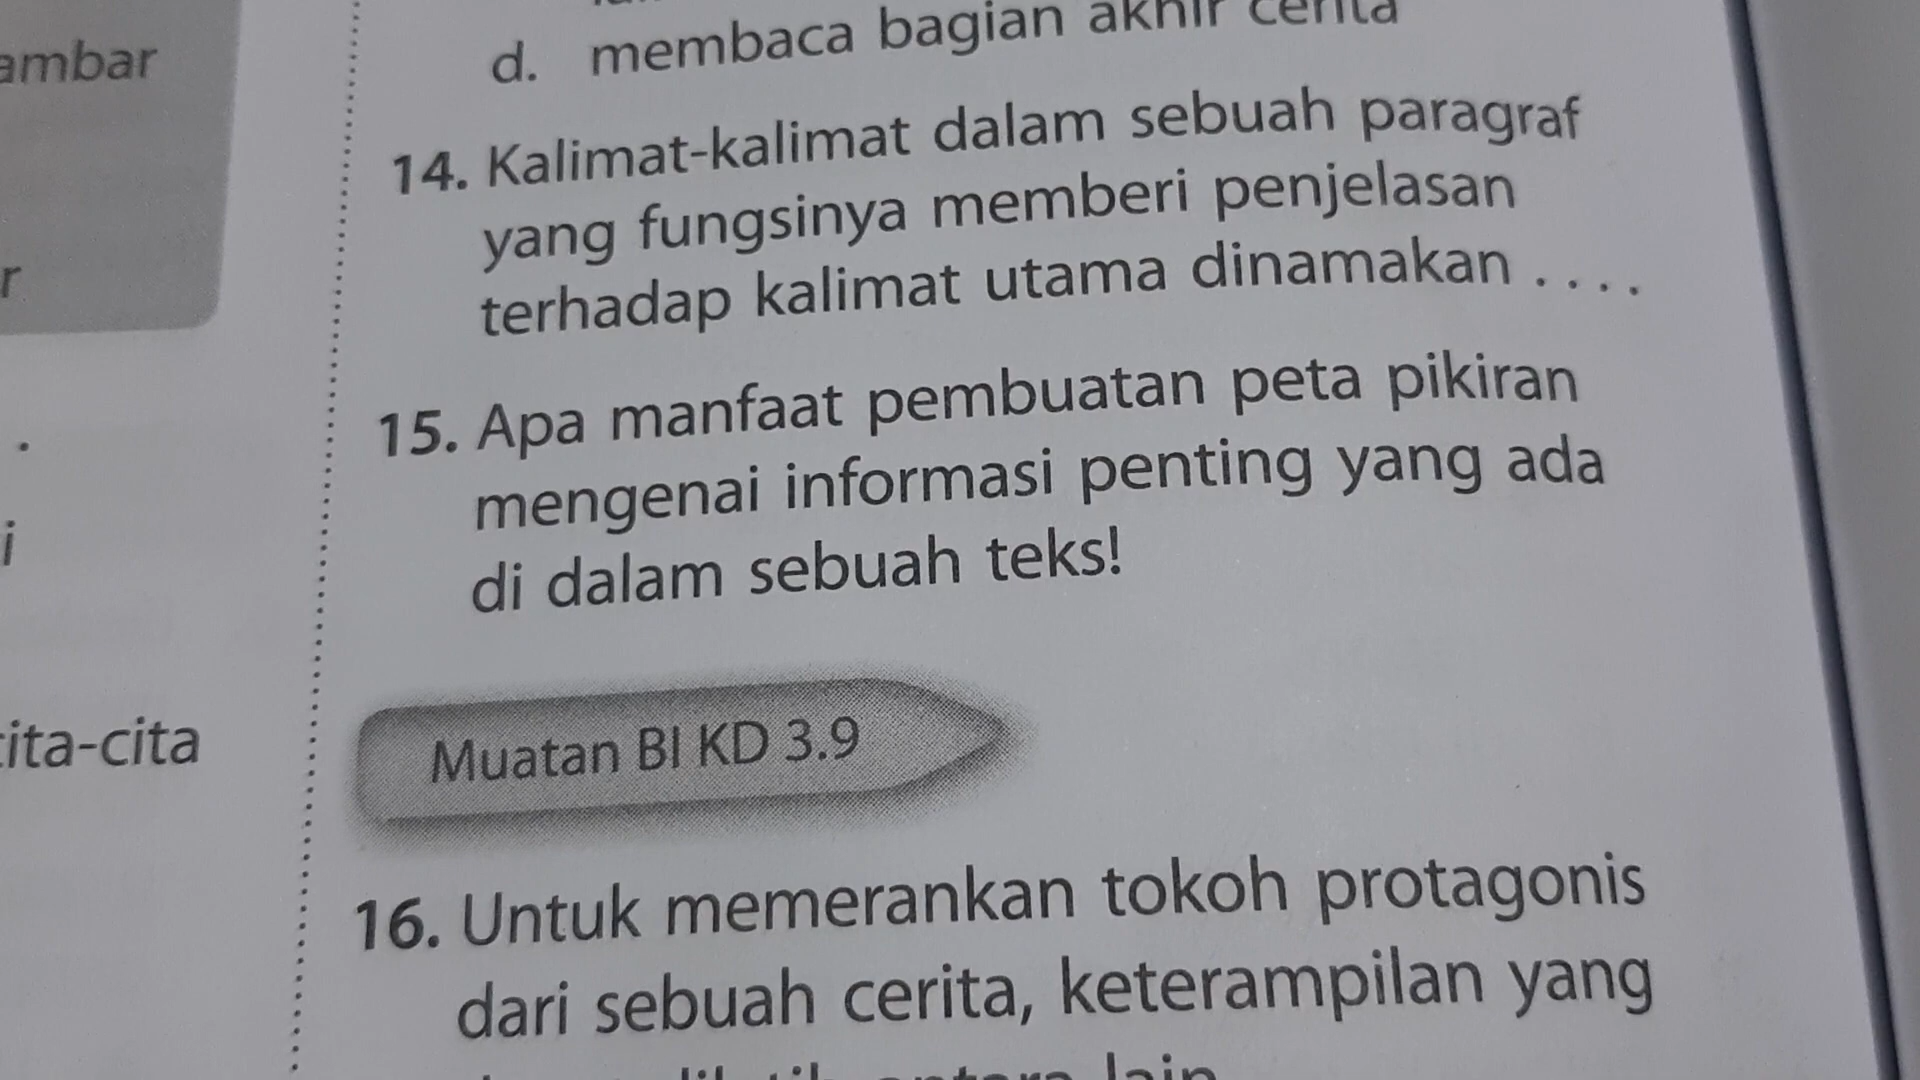 ambar
r
.
i
ita-cita
d. membaca bagian akhir cerita
14. Kalimat-kalimat dalam sebuah paragraf
yang fungsinya memberi penjelasan
terhadap kalimat utama dinamakan . . . .
15. Apa manfaat pembuatan peta pikiran
mengenai informasi penting yang ada
di dalam sebuah teks!
Muatan BI KD 3.9
16. Untuk memerankan tokoh protagonis
dari sebuah cerita, keterampilan yang
antara lain